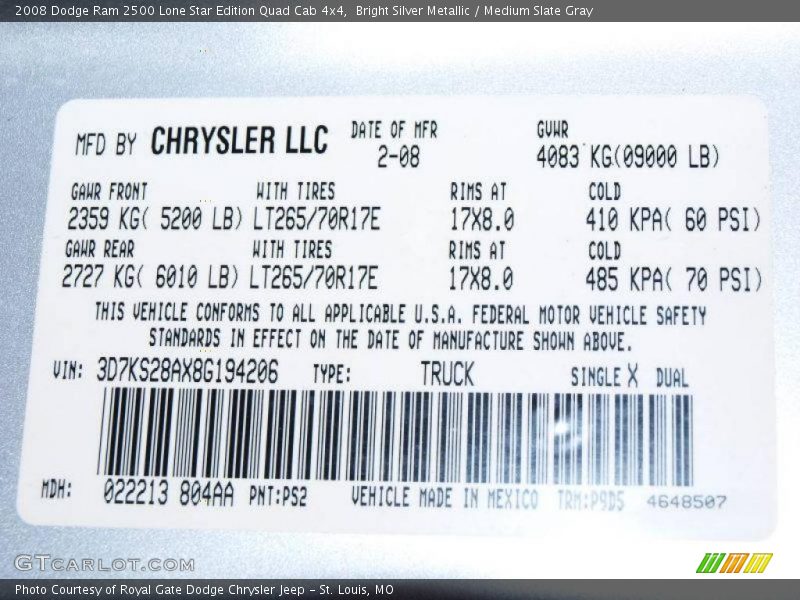 2008 Dodge Ram 2500 Lone Star Edition Quad Cab 4x4,  Bright Silver Metallic / Medium Slate Gray
MFD BY CHRYSLER LLC DATE OF MFR GVWR
2-08 4083 KG(09000 LB)
GAWR FRONT WITH TIRES RIMS AT COLD
2359 KG( 5200 LB) LT265/70R17E 17X8.0 410 KPA( 60 PSI)
GAWR REAR WITH TIRES RIMS AT COLD
2727 KG( 6010 LB) LT265/70R17E 17X8.0 485 KPA( 70 PSI)
THIS VEHICLE CONFORMS TO ALL APPLICABLE U.S.A. FEDERAL MOTOR VEHICLE SAFETY
STANDARDS IN EFFECT ON THE DATE OF MANUFACTURE SHOWN ABOVE.
VIN: 3D7KS28AX8G194206 TYPE: TRUCK SINGLE X DUAL
MDH: 022213 804AA PNT:PS2 VEHICLE MADE IN MEXICO TRM:P9D5 4648507
GTCARLOT.COM
Photo Courtesy of Royal Gate Dodge Chrysler Jeep - St. Louis, MO